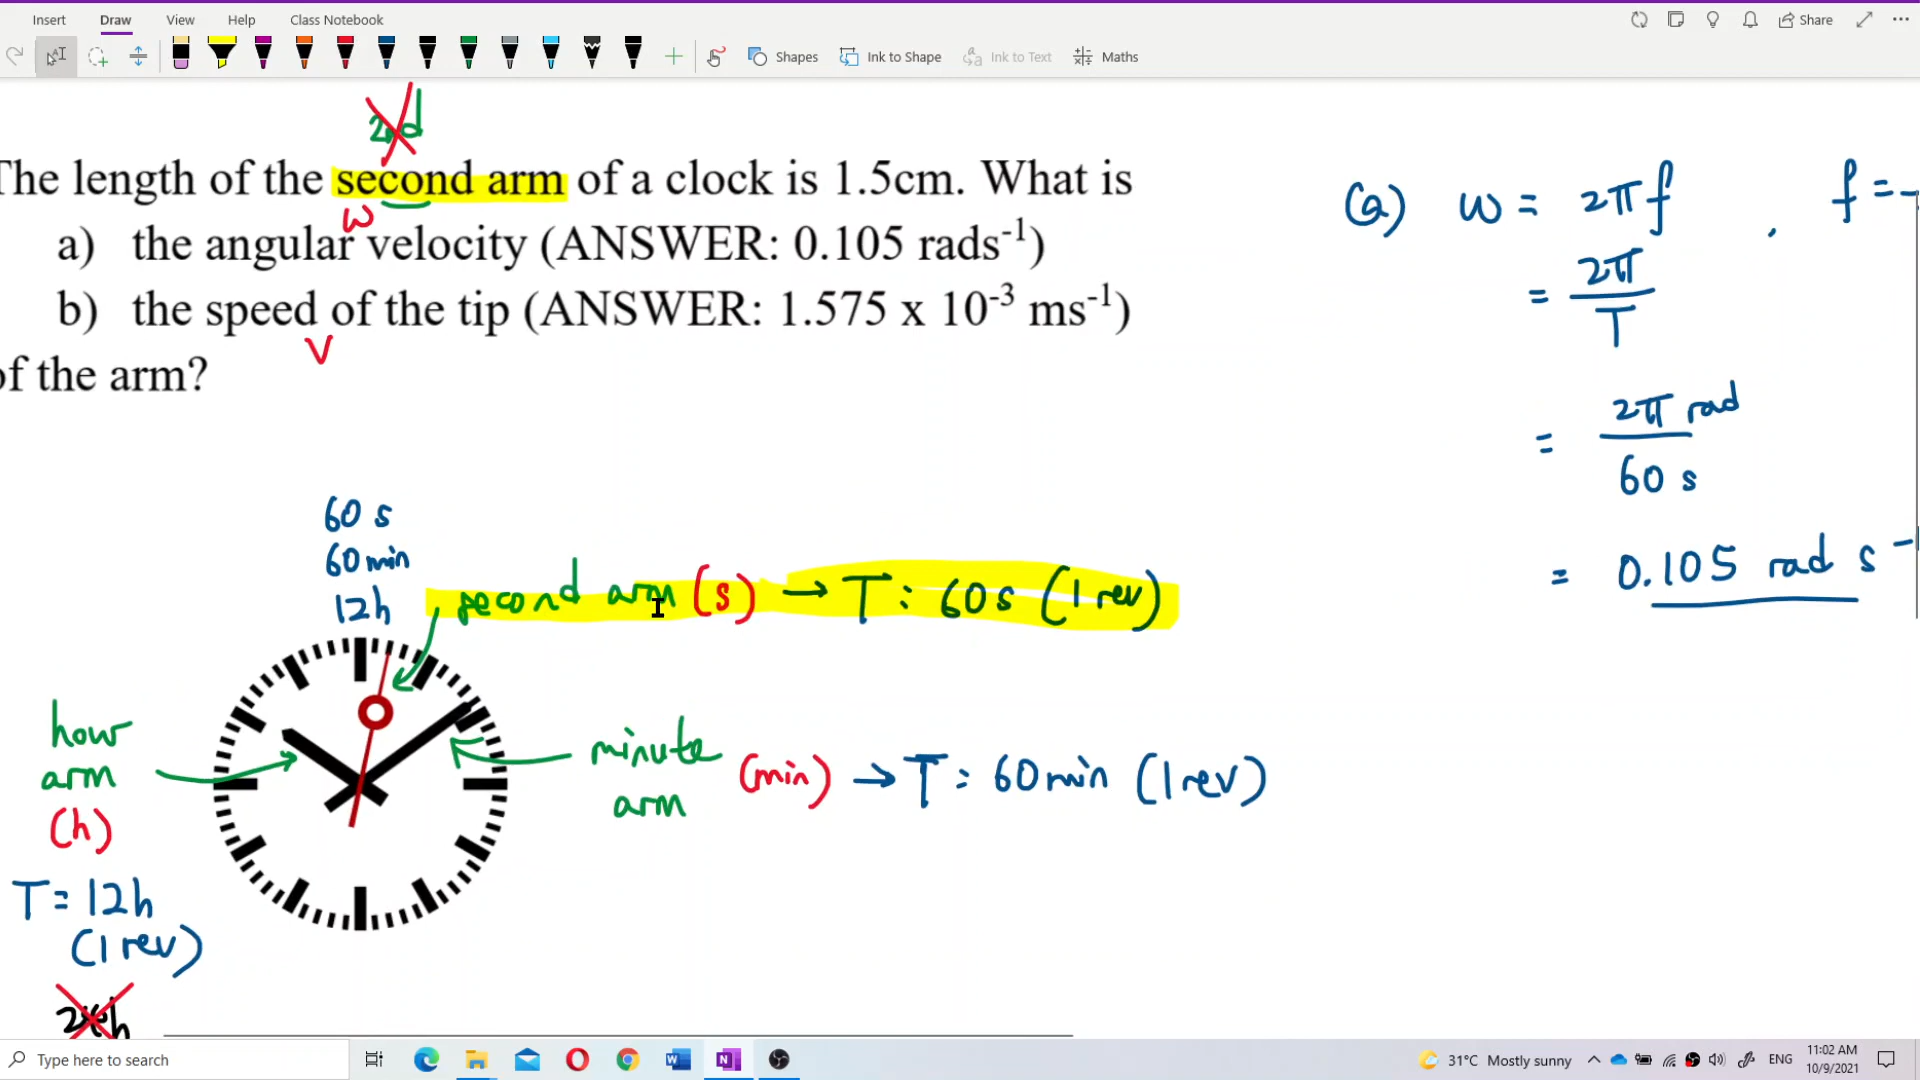 Insert Draw View Help Class Notebook Share
Shapes Ink to Shape Ink to Text Maths
2nd
The length of the second arm of a clock is 1.5cm. What is
w
a) the angular velocity (ANSWER: 0.105 rads⁻¹)
b) the speed of the tip (ANSWER: 1.575 x 10⁻³ ms⁻¹)
v
of the arm?
(a) ω = 2πf , f = -
= 2π/T
= 2π rad / 60 s
= 0.105 rad s⁻
60 s
60 min
12h
second arm (s) → T : 60s (1 rev)
hour
arm
(h)
minute
arm
(min) → T : 60min (1 rev)
T = 12h
(1 rev)
Type here to search
31°C Mostly sunny
ENG
11:02 AM
10/9/2021